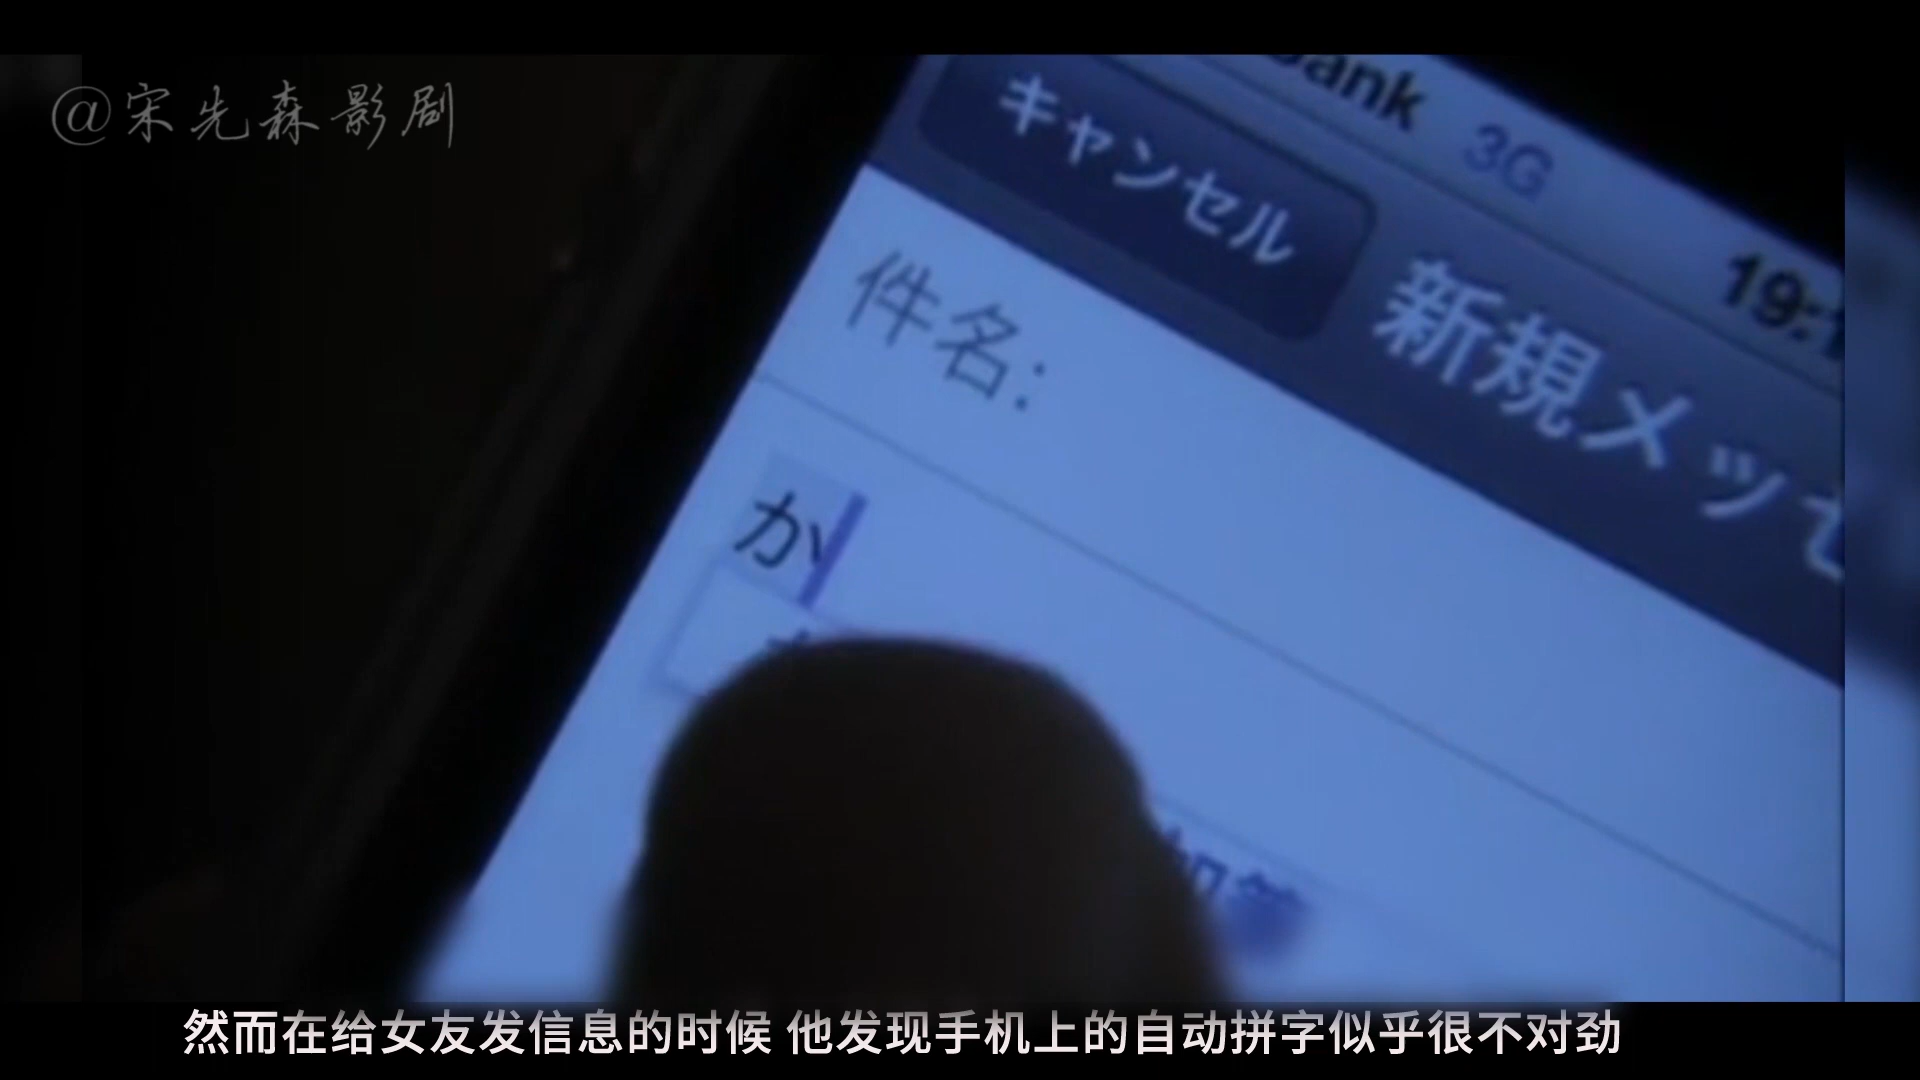 @宋先森影剧
bank 3G 19:1
キャンセル 新規メッセ
件名:
か
然而在给女友发信息的时候 他发现手机上的自动拼字似乎很不对劲